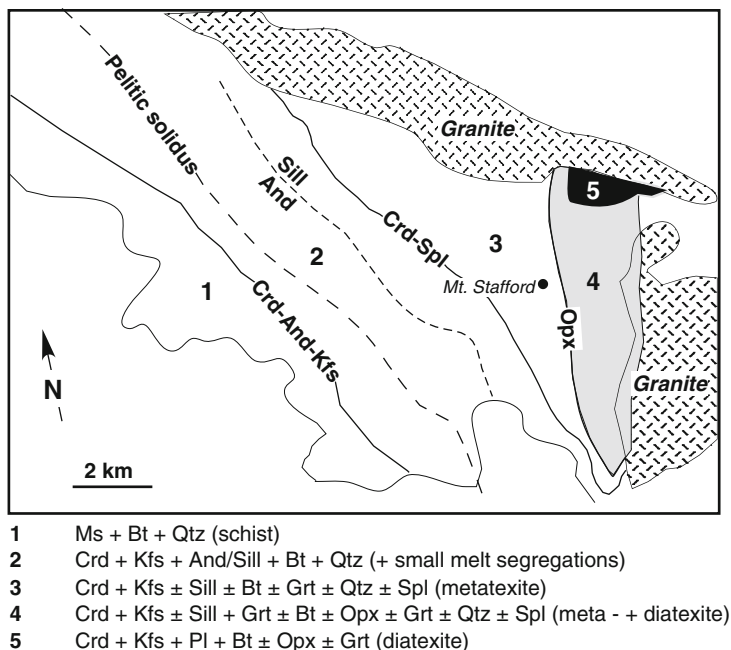 Granite
Pelitic solidus
Sill
And
5
Crd-Spl
3
2
Mt. Stafford
4
1
Crd-And-Kfs
Opx
N
Granite
2 km
1 Ms + Bt + Qtz (schist)
2 Crd + Kfs + And/Sill + Bt + Qtz (+ small melt segregations)
3 Crd + Kfs ± Sill ± Bt ± Grt ± Qtz ± Spl (metatexite)
4 Crd + Kfs ± Sill + Grt ± Bt ± Opx ± Grt ± Qtz ± Spl (meta - + diatexite)
5 Crd + Kfs + Pl + Bt ± Opx ± Grt (diatexite)